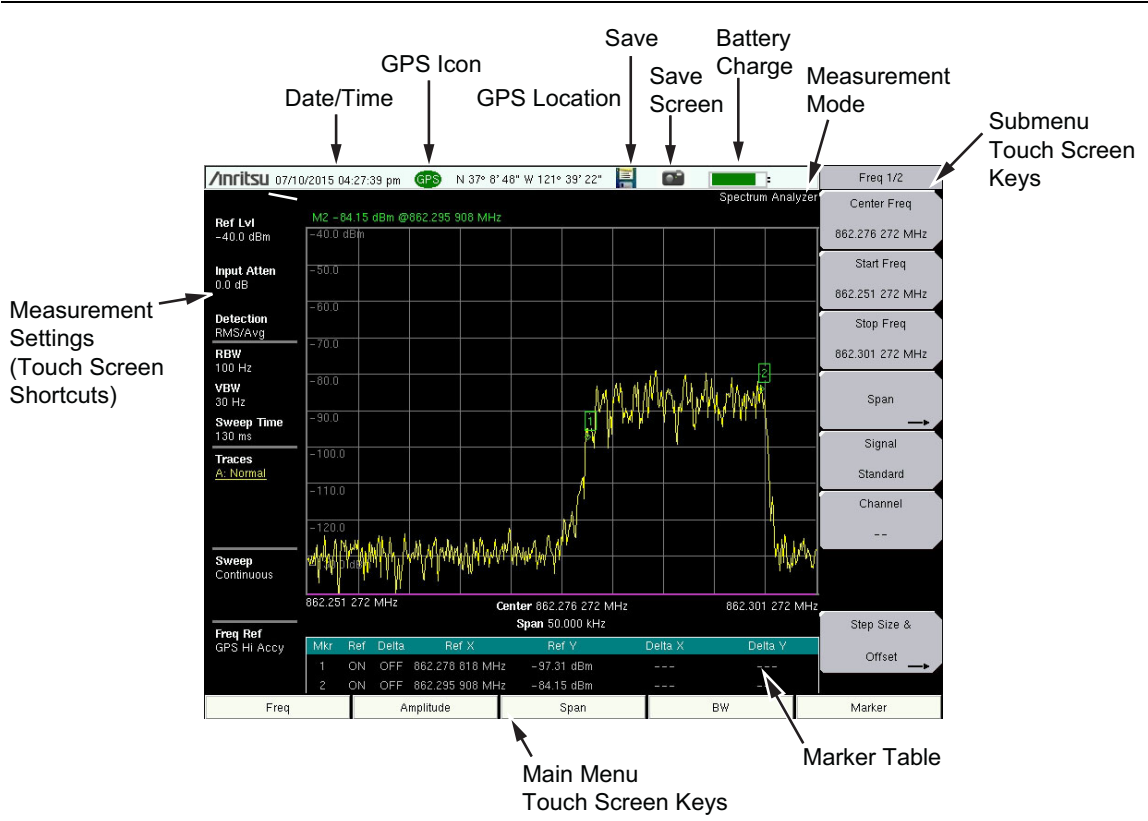 Save
Battery
Charge
GPS Icon
Save
Screen
Measurement
Mode
Date/Time
GPS Location
Submenu
Touch Screen
Keys
Anritsu 07/10/2015 04:27:39 pm GPS N 37° 8' 48" W 121° 39' 22"
Freq 1/2
Spectrum Analyzer
Center Freq
862.276 272 MHz
Start Freq
862.251 272 MHz
Stop Freq
862.301 272 MHz
Span
Signal
Standard
Channel
--
Step Size &
Offset
Measurement
Settings
(Touch Screen
Shortcuts)
Ref Lvl
-40.0 dBm
Input Atten
0.0 dB
Detection
RMS/Avg
RBW
100 Hz
VBW
30 Hz
Sweep Time
130 ms
Traces
A: Normal
Sweep
Continuous
Freq Ref
GPS Hi Accy
M2 -84.15 dBm @862.295 908 MHz
-40.0 dBm
-50.0
-60.0
-70.0
-80.0
-90.0
-100.0
-110.0
-120.0
1
2
862.251 272 MHz Center 862.276 272 MHz 862.301 272 MHz
Span 50.000 kHz
Mkr Ref Delta Ref X Ref Y Delta X Delta Y
1 ON OFF 862.278 818 MHz -97.31 dBm --- ---
2 ON OFF 862.295 908 MHz -84.15 dBm --- ---
Freq Amplitude Span BW Marker
Main Menu
Touch Screen Keys
Marker Table